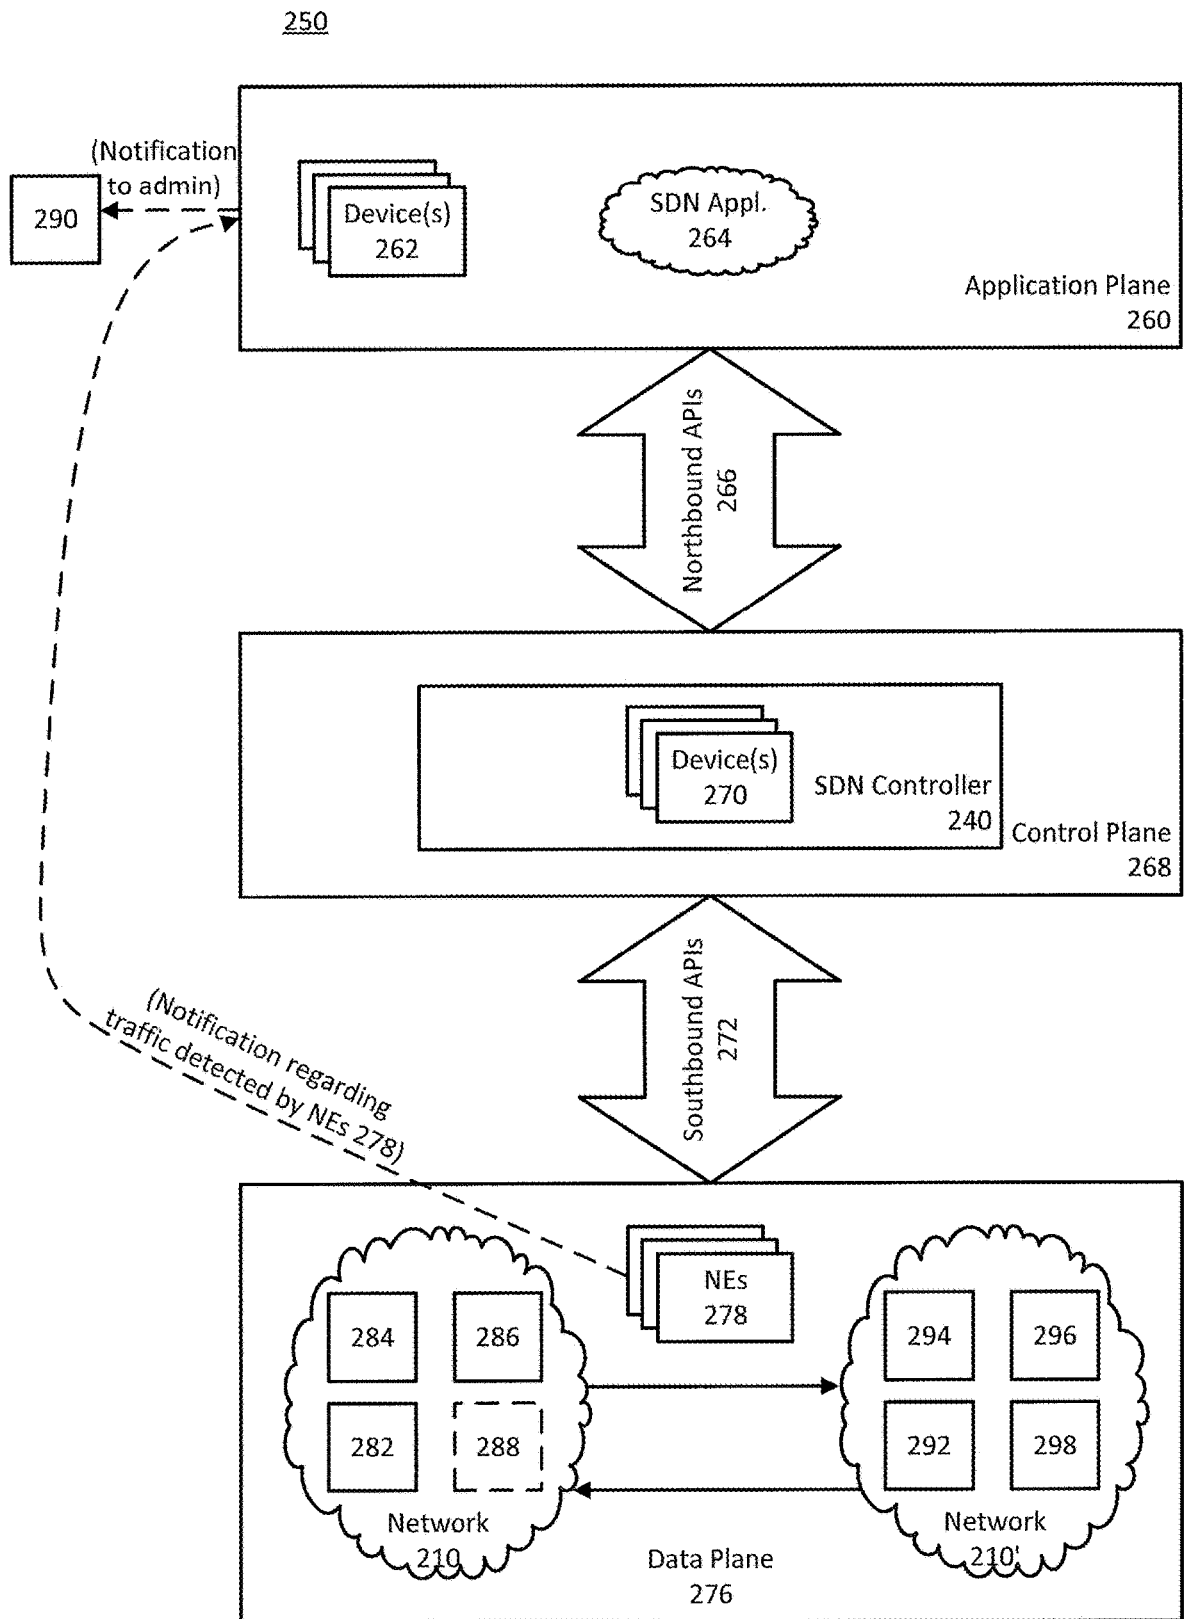 250
(Notification
to admin)
290
Device(s)
262
SDN Appl.
264
Application Plane
260
Northbound APIs
266
Device(s)
270
SDN Controller
240
Control Plane
268
Southbound APIs
272
(Notification regarding
traffic detected by NEs 278)
NEs
278
284
286
282
288
Network
210
294
296
292
298
Network
210'
Data Plane
276